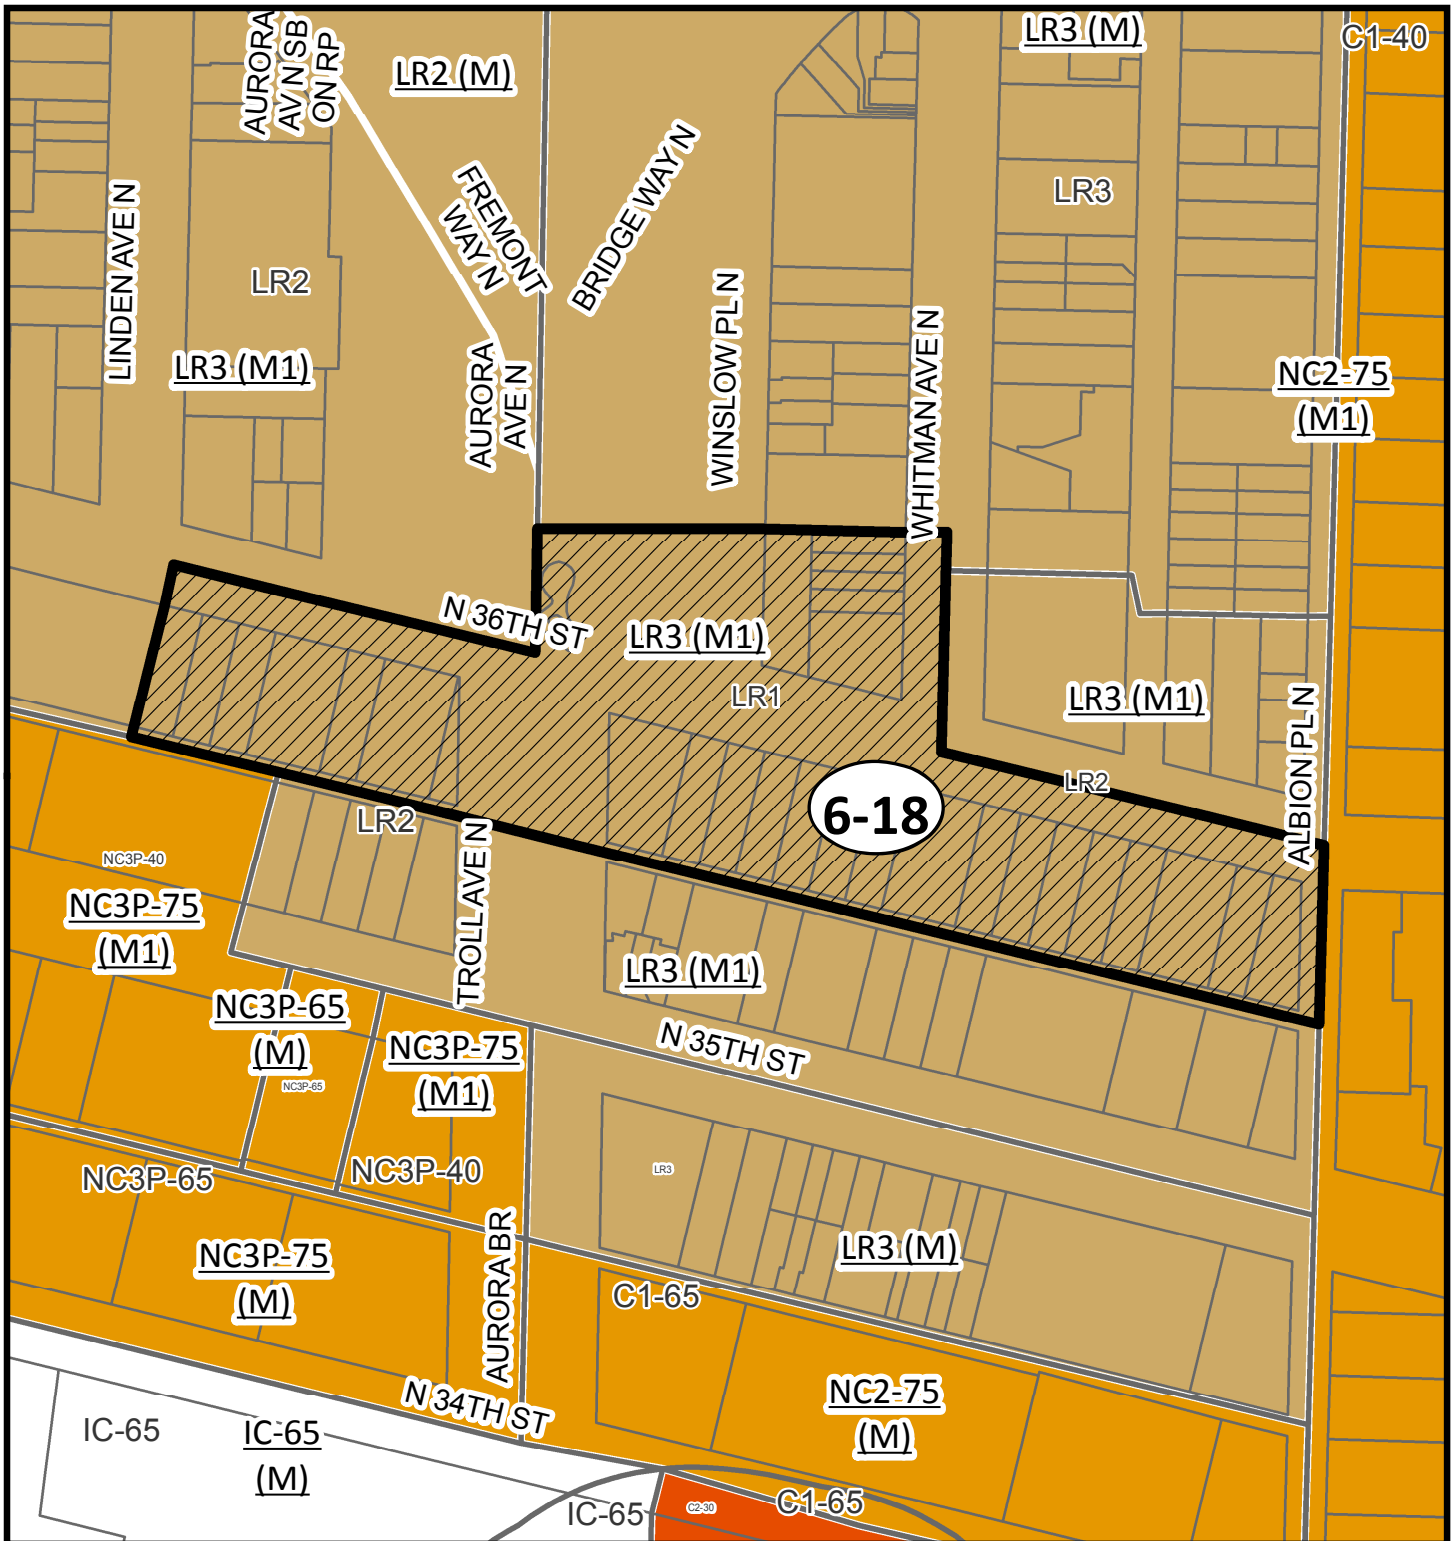 AURORA
AV N SB
ON RP
LR2 (M)
LR3 (M)
C1-40
FREMONT
WAY N
BRIDGE WAY N
LR3
LINDEN AVE N
LR2
WINSLOW PL N
WHITMAN AVE N
LR3 (M1)
AURORA
AVE N
NC2-75
(M1)
N 36TH ST
LR3 (M1)
LR1
LR3 (M1)
ALBION PL N
LR2
6-18
LR2
TROLL AVE N
NC3P-40
NC3P-75
(M1)
LR3 (M1)
NC3P-65
(M)
NC3P-75
(M1)
N 35TH ST
NC3P-65
NC3P-65
NC3P-40
LR3
AURORA BR
LR3 (M)
NC3P-75
(M)
C1-65
N 34TH ST
NC2-75
(M)
IC-65
IC-65
(M)
IC-65
C2-30
C1-65